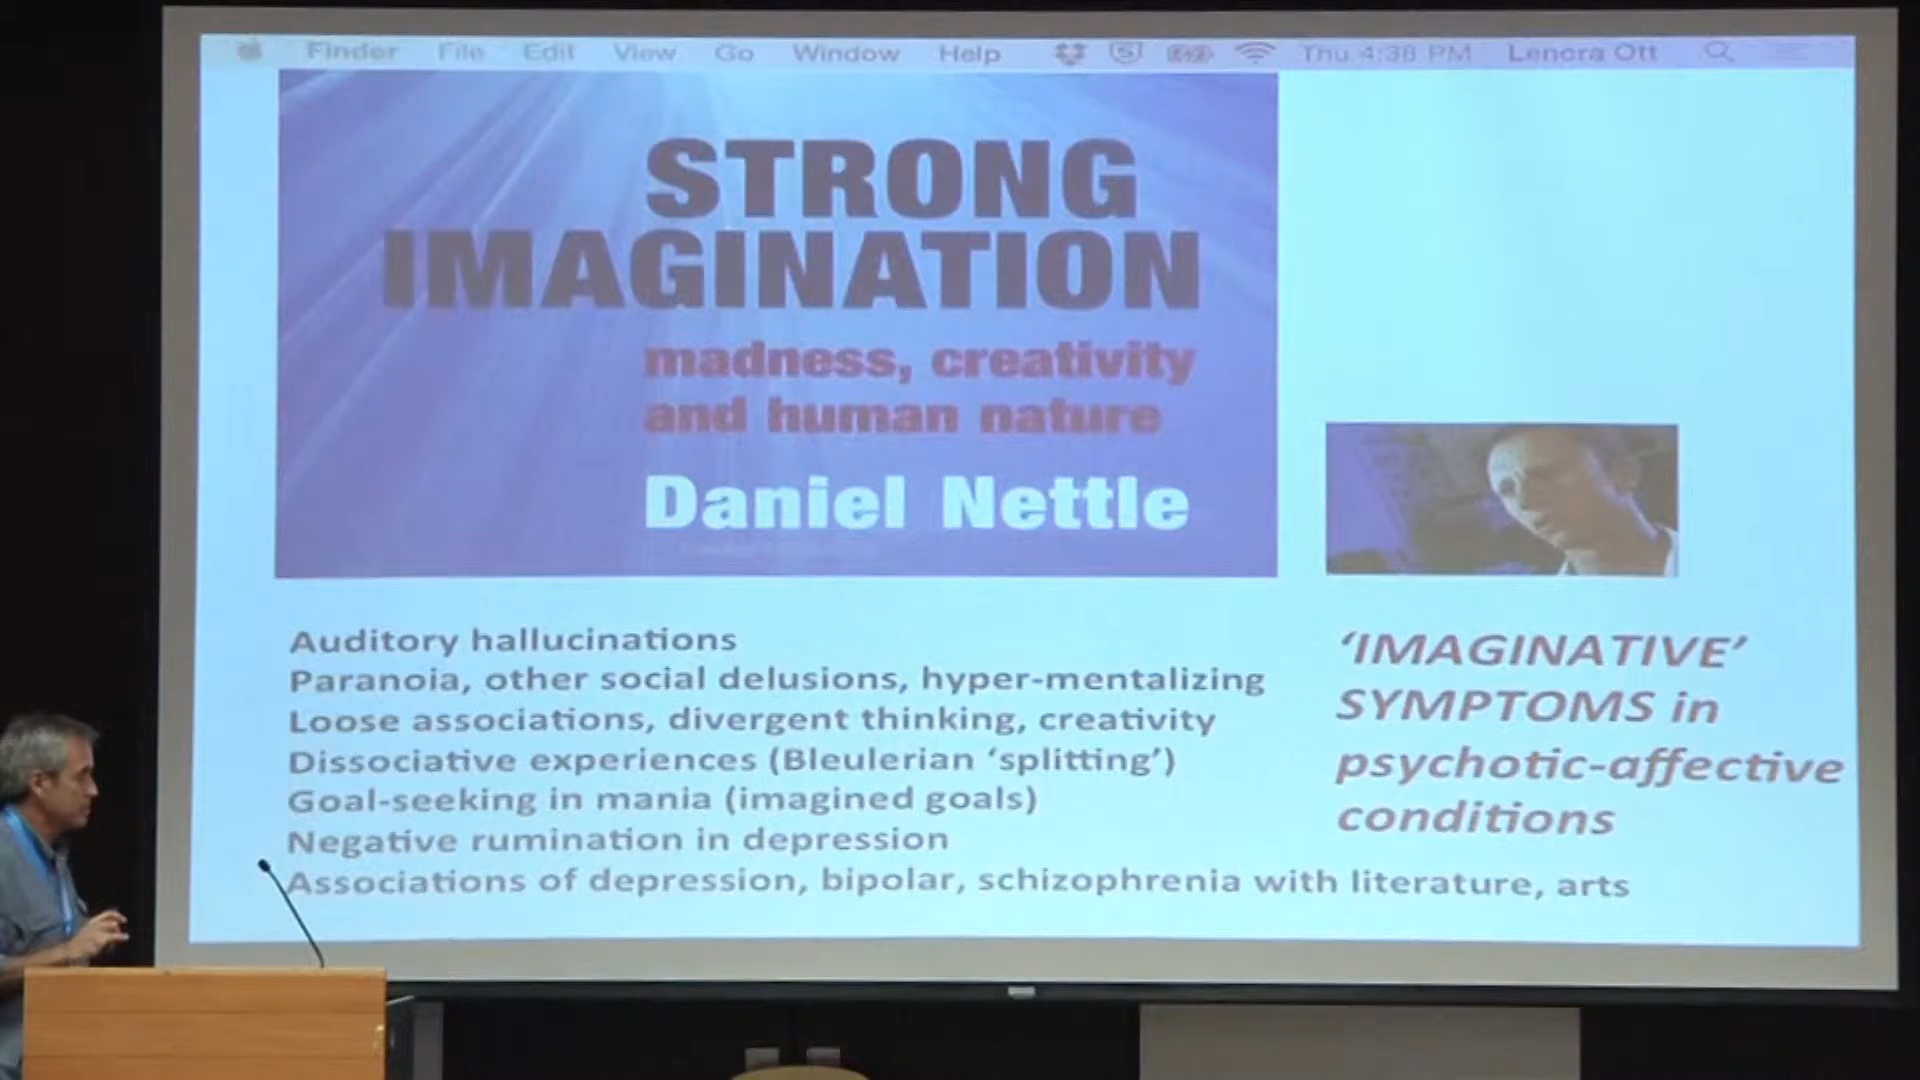 Finder File Edit View Go Window Help Thu 4:38 PM Lenora Ott
STRONG
IMAGINATION
madness, creativity
and human nature
Daniel Nettle
Auditory hallucinations
Paranoia, other social delusions, hyper-mentalizing
Loose associations, divergent thinking, creativity
Dissociative experiences (Bleulerian ‘splitting’)
Goal-seeking in mania (imagined goals)
Negative rumination in depression
Associations of depression, bipolar, schizophrenia with literature, arts
‘IMAGINATIVE’
SYMPTOMS in
psychotic-affective
conditions